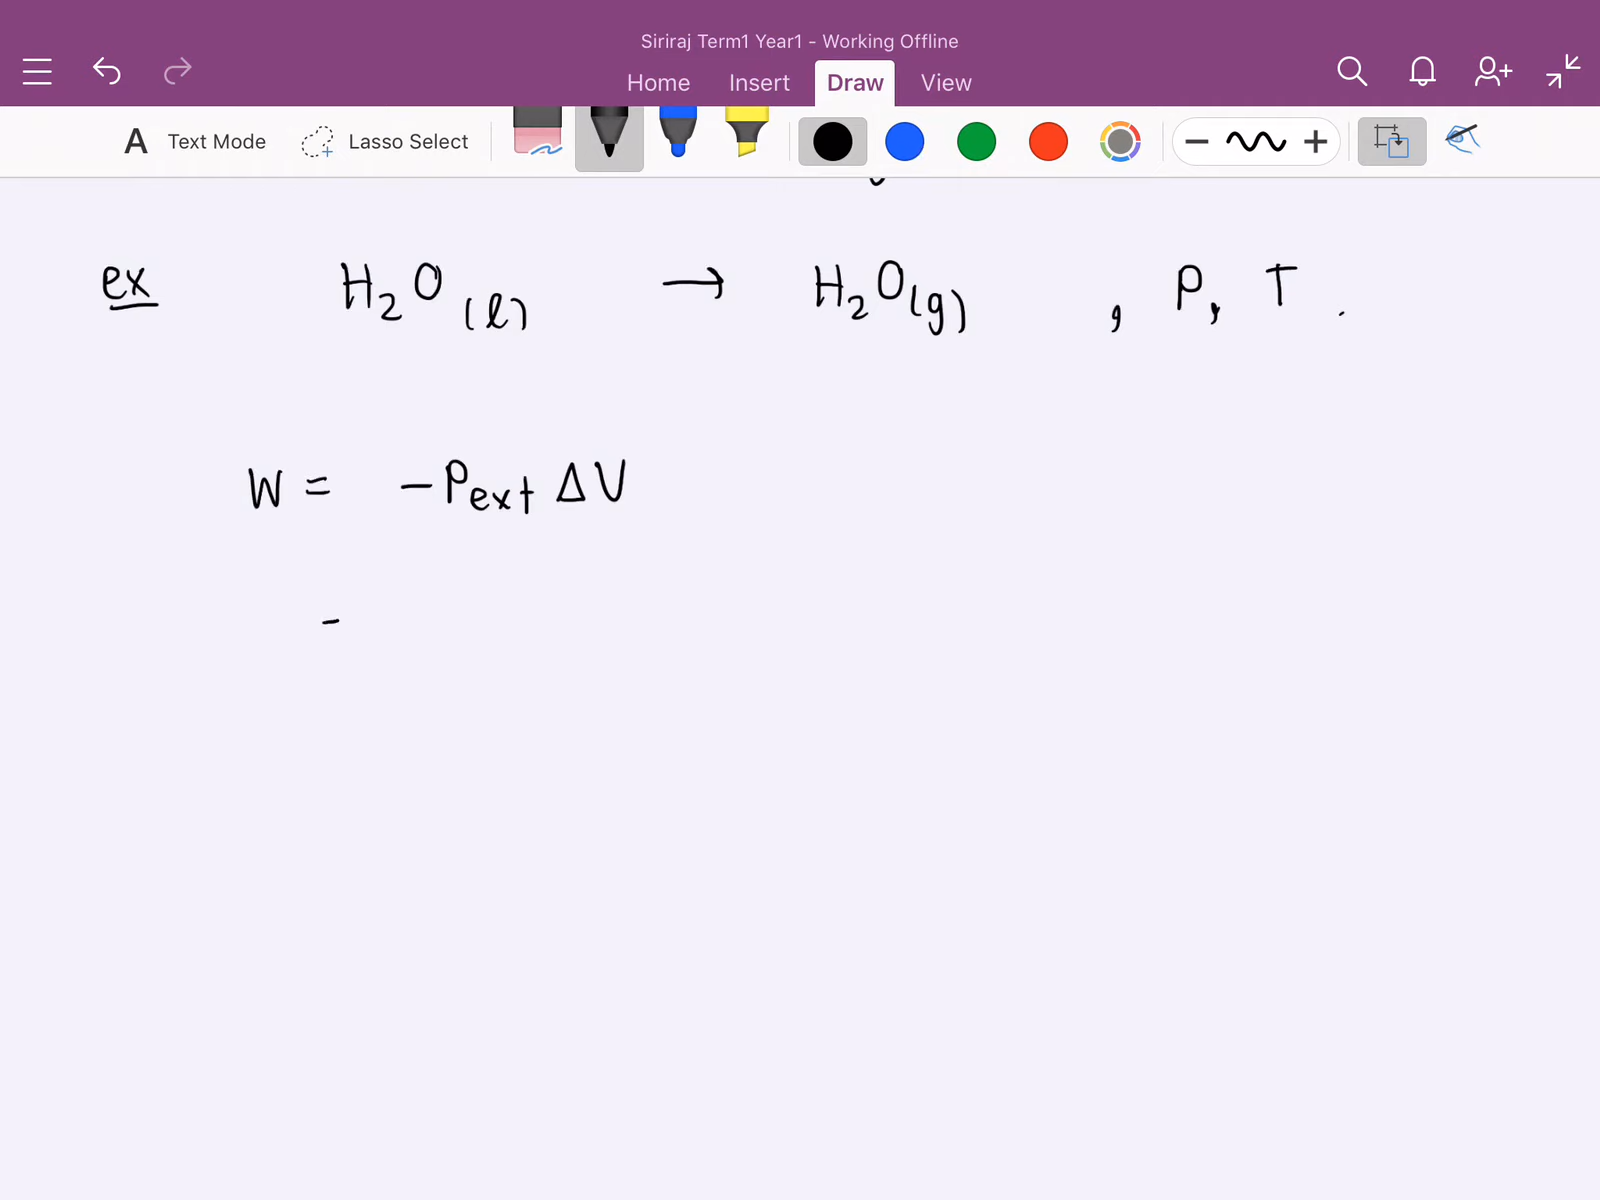 Siriraj Term1 Year1 - Working Offline
Home Insert Draw View
A Text Mode Lasso Select
ex H₂O (l) → H₂O (g) , P, T .
W = -Pext ΔV
-